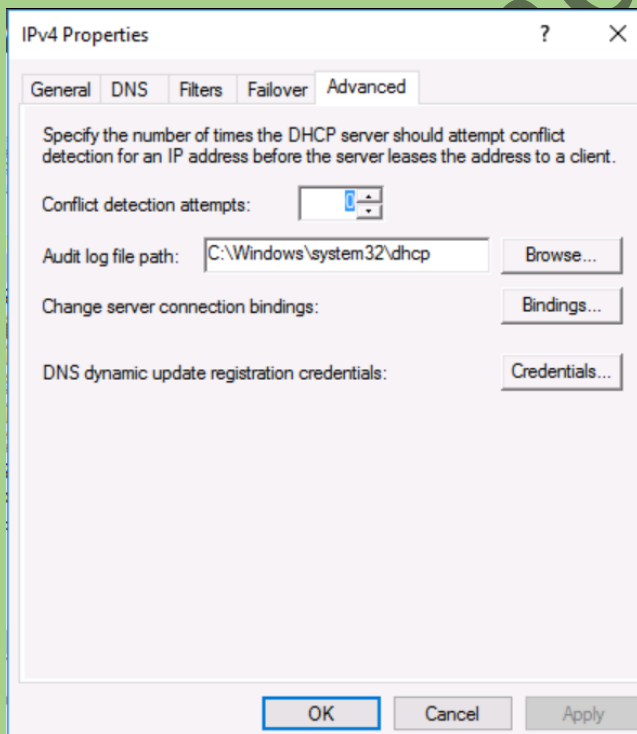 IPv4 Properties
?
General DNS Filters Failover Advanced
Specify the number of times the DHCP server should attempt conflict
detection for an IP address before the server leases the address to a client.
Conflict detection attempts: 0
Audit log file path: C:\Windows\system32\dhcp Browse...
Change server connection bindings: Bindings...
DNS dynamic update registration credentials: Credentials...
OK Cancel Apply